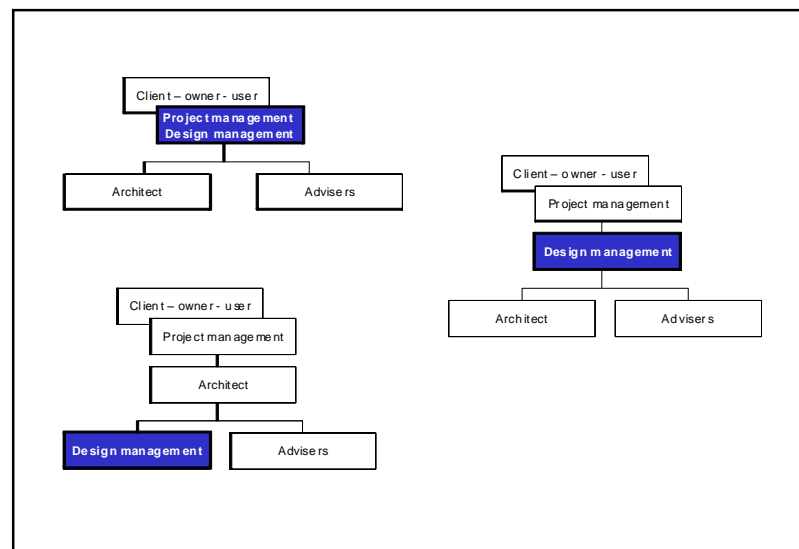 Client – owner - user
Project management
Design management
Architect
Advisers
Client – owner - user
Project management
Architect
Design management
Advisers
Client – owner - user
Project management
Design management
Architect
Advisers